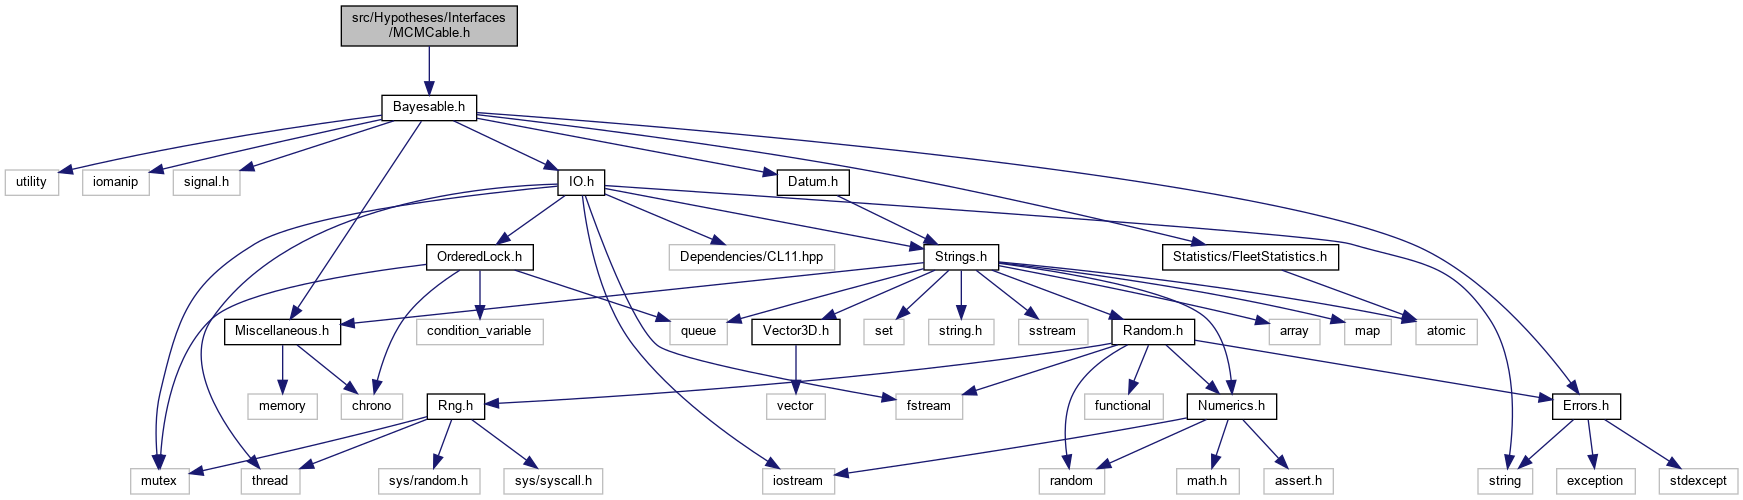 src/Hypotheses/Interfaces
/MCMCable.h
Bayesable.h
utility
iomanip
signal.h
IO.h
Datum.h
OrderedLock.h
Dependencies/CL11.hpp
Strings.h
Statistics/FleetStatistics.h
Miscellaneous.h
condition_variable
queue
Vector3D.h
set
string.h
sstream
Random.h
array
map
atomic
memory
chrono
Rng.h
vector
fstream
functional
Numerics.h
Errors.h
mutex
thread
sys/random.h
sys/syscall.h
iostream
random
math.h
assert.h
string
exception
stdexcept